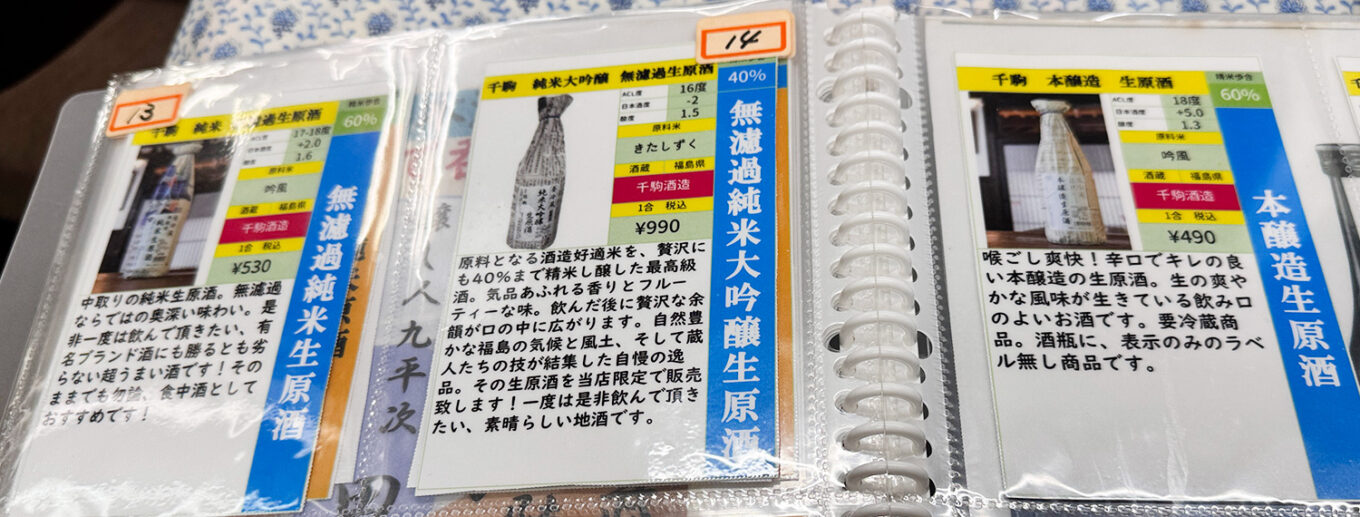 13
千駒 純米 無濾過生原酒
精米歩合
60%
17-18度
日本酒度
+2.0
酸度
1.6
原料米
吟風
酒蔵 福島県
千駒酒造
1合 税込
¥530
無濾過純米生原酒
中取りの純米生原酒。無濾過
ならではの奥深い味わい。是
非一度は飲んで頂きたい、有
名ブランド酒にも勝るとも劣
らない超うまい酒です!その
ままでも勿論、食中酒として
おすすめです!
九平次
14
千駒 純米大吟醸 無濾過生原酒
40%
ACL度
16度
日本酒度
-2
酸度
1.5
原料米
きたしずく
酒蔵 福島県
千駒酒造
1合 税込
¥990
無濾過純米大吟醸生原酒
原料となる酒造好適米を、贅沢に
も40%まで精米し醸した最高級
酒。気品あふれる香りとフルー
ティーな味。飲んだ後に贅沢な余
韻が口の中に広がります。自然豊
かな福島の気候と風土、そして蔵
人たちの技が結集した自慢の逸
品。その生原酒を当店限定で販売
致します!一度は是非飲んで頂き
たい、素晴らしい地酒です。
千駒 本醸造 生原酒
精米歩合
60%
ACL度
18度
日本酒度
+5.0
酸度
1.3
原料米
吟風
酒蔵 福島県
千駒酒造
1合 税込
¥490
本醸造生原酒
喉ごし爽快!辛口でキレの良
い本醸造の生原酒。生の爽や
かな風味が生きている飲み口
のよいお酒です。要冷蔵商
品。酒瓶に、表示のみのラベ
ル無し商品です。